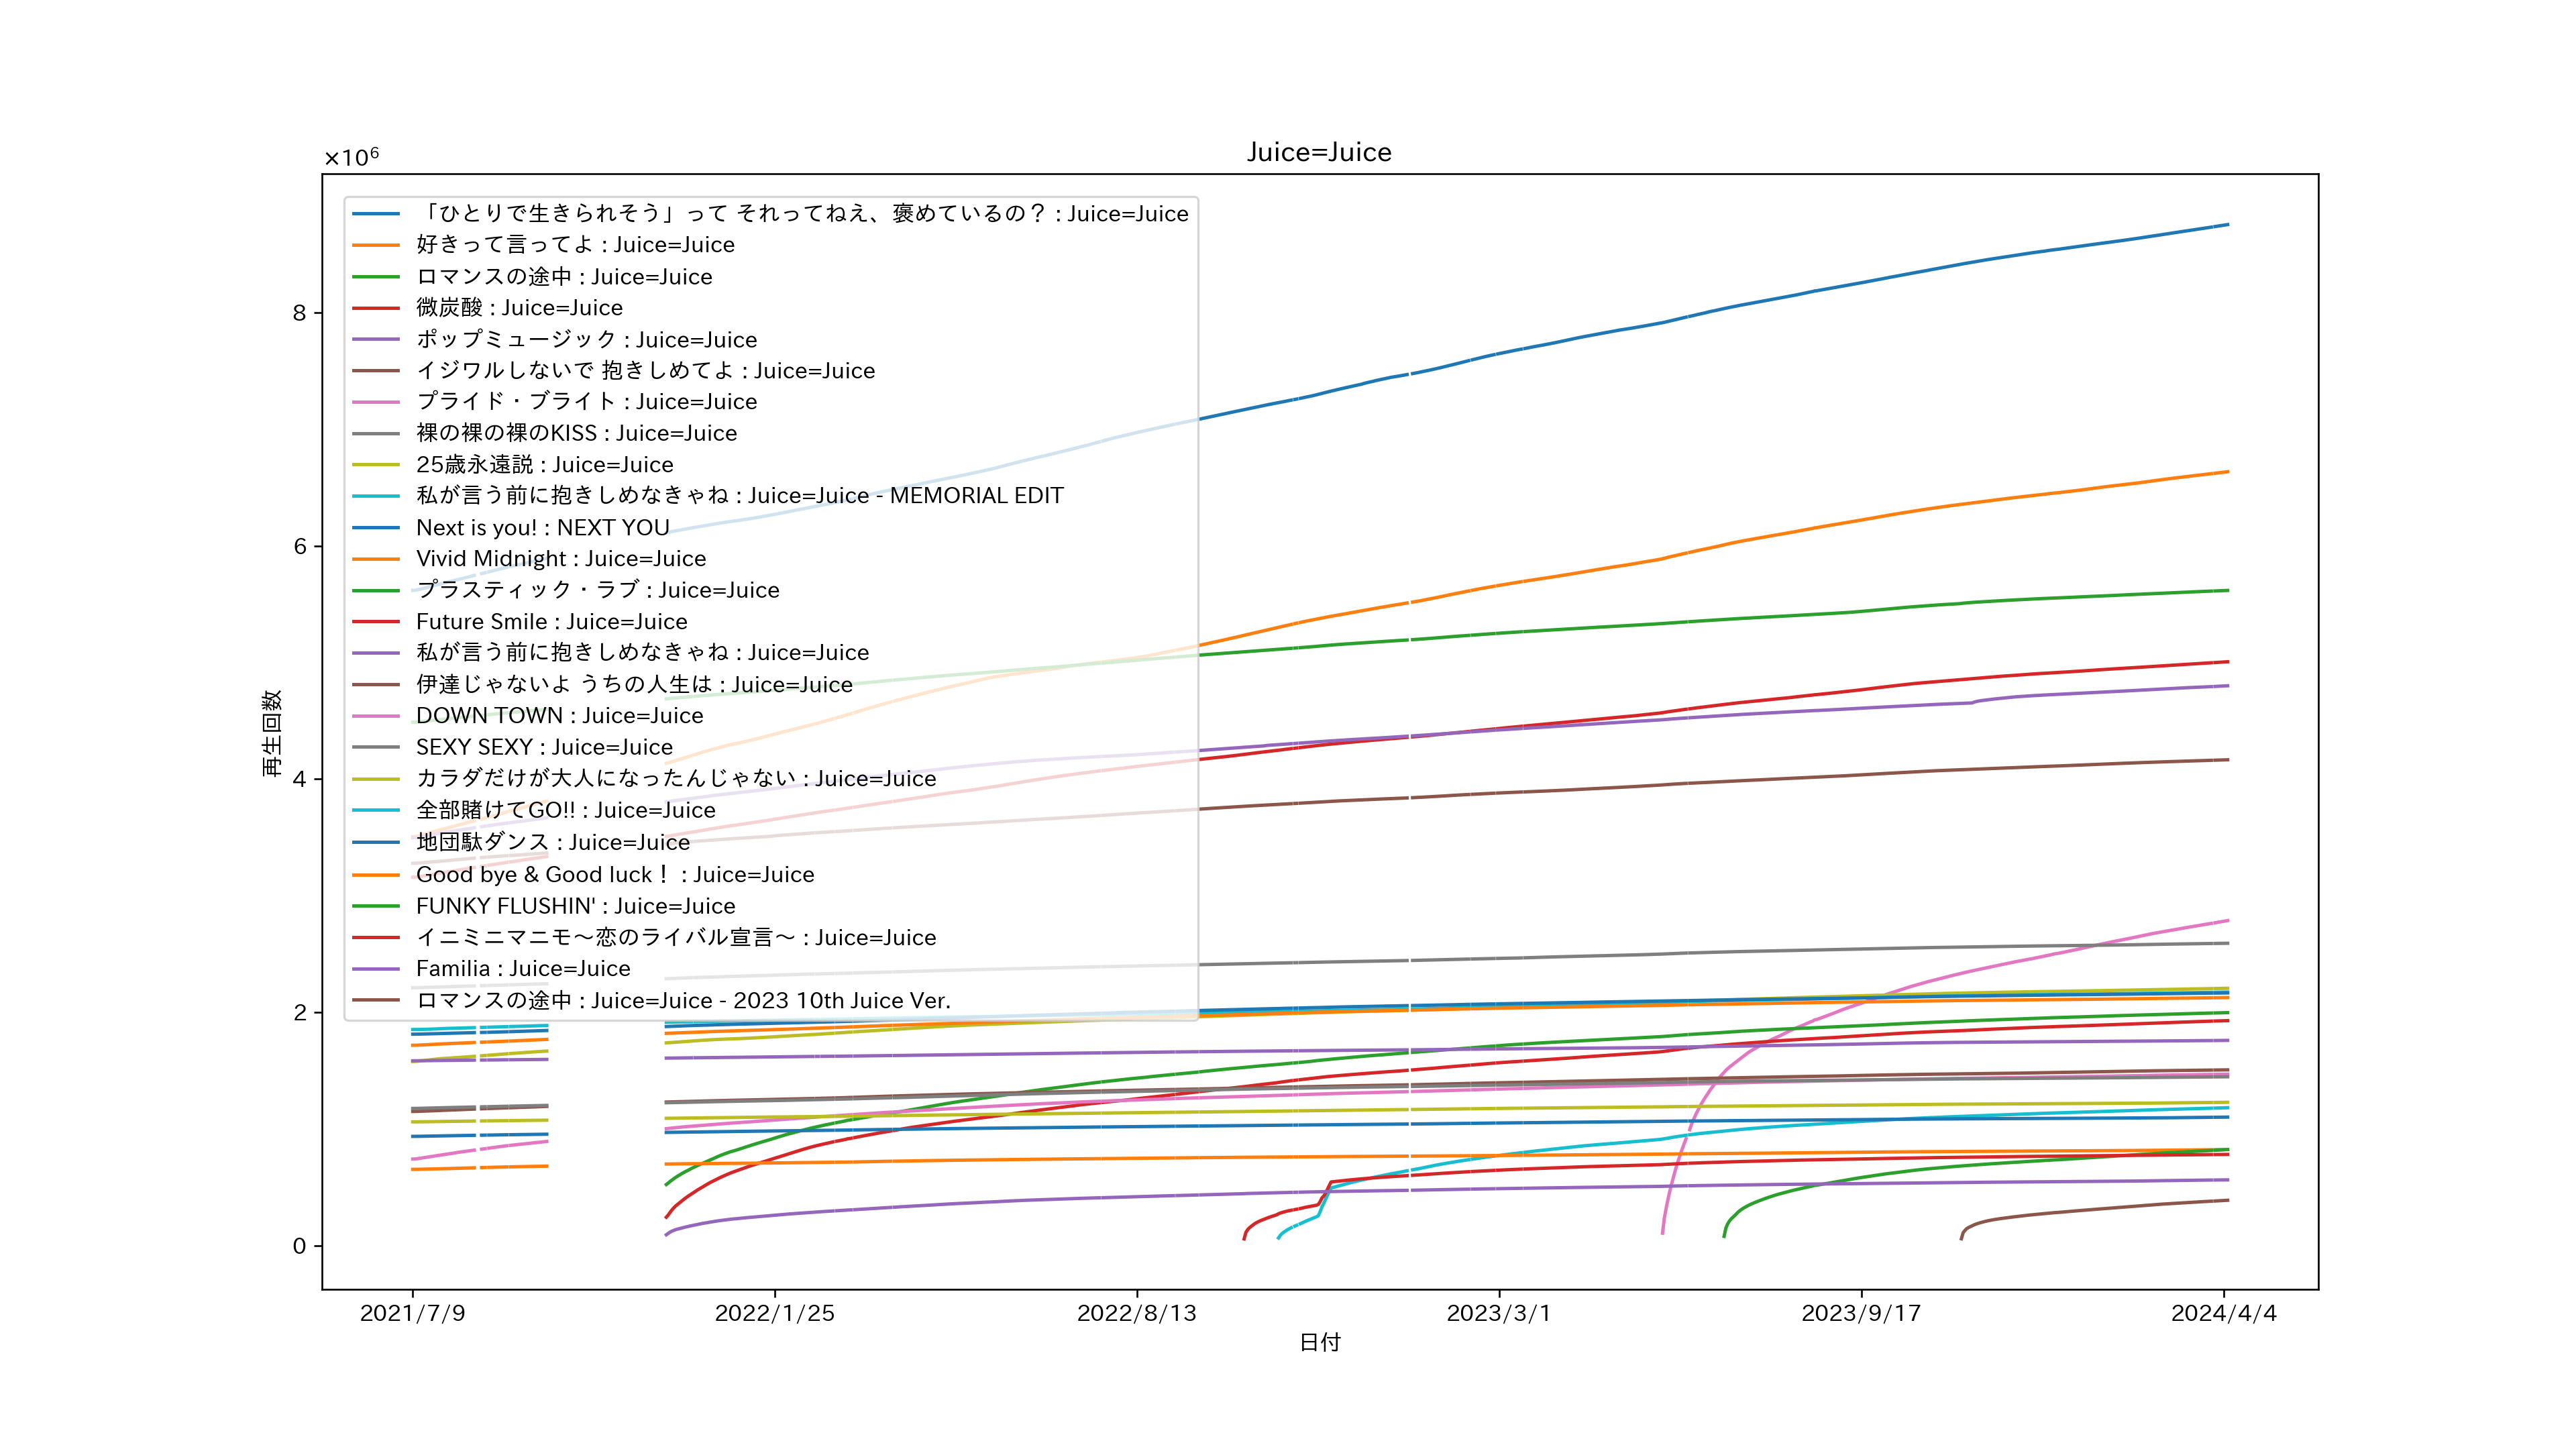 Juice=Juice
×10⁶
「ひとりで生きられそう」って それってねえ、褒めているの? : Juice=Juice
好きって言ってよ : Juice=Juice
ロマンスの途中 : Juice=Juice
微炭酸 : Juice=Juice
ポップミュージック : Juice=Juice
イジワルしないで 抱きしめてよ : Juice=Juice
プライド・ブライト : Juice=Juice
裸の裸の裸のKISS : Juice=Juice
25歳永遠説 : Juice=Juice
私が言う前に抱きしめなきゃね : Juice=Juice - MEMORIAL EDIT
Next is you! : NEXT YOU
Vivid Midnight : Juice=Juice
プラスティック・ラブ : Juice=Juice
Future Smile : Juice=Juice
私が言う前に抱きしめなきゃね : Juice=Juice
伊達じゃないよ うちの人生は : Juice=Juice
DOWN TOWN : Juice=Juice
SEXY SEXY : Juice=Juice
カラダだけが大人になったんじゃない : Juice=Juice
全部賭けてGO!! : Juice=Juice
地団駄ダンス : Juice=Juice
Good bye & Good luck! : Juice=Juice
FUNKY FLUSHIN' : Juice=Juice
イニミニマニモ〜恋のライバル宣言〜 : Juice=Juice
Familia : Juice=Juice
ロマンスの途中 : Juice=Juice - 2023 10th Juice Ver.
8
6
4
2
0
再生回数
2021/7/9
2022/1/25
2022/8/13
2023/3/1
2023/9/17
2024/4/4
日付